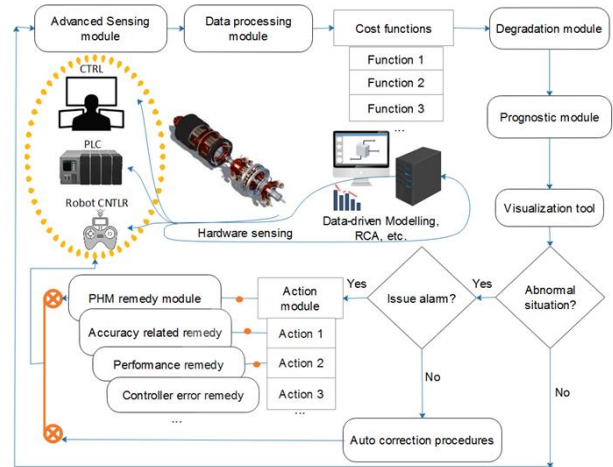 Advanced Sensing
module
Data processing
module
Cost functions
Function 1
Function 2
Function 3
...
Degradation module
Prognostic module
Visualization tool
Abnormal
situation?
Yes
No
Issue alarm?
Yes
No
CTRL
PLC
Robot CNTLR
Hardware sensing
Data-driven Modelling,
RCA, etc.
Action
module
Action 1
Action 2
Action 3
...
PHM remedy module
Accuracy related remedy
Performance remedy
Controller error remedy
...
Auto correction procedures